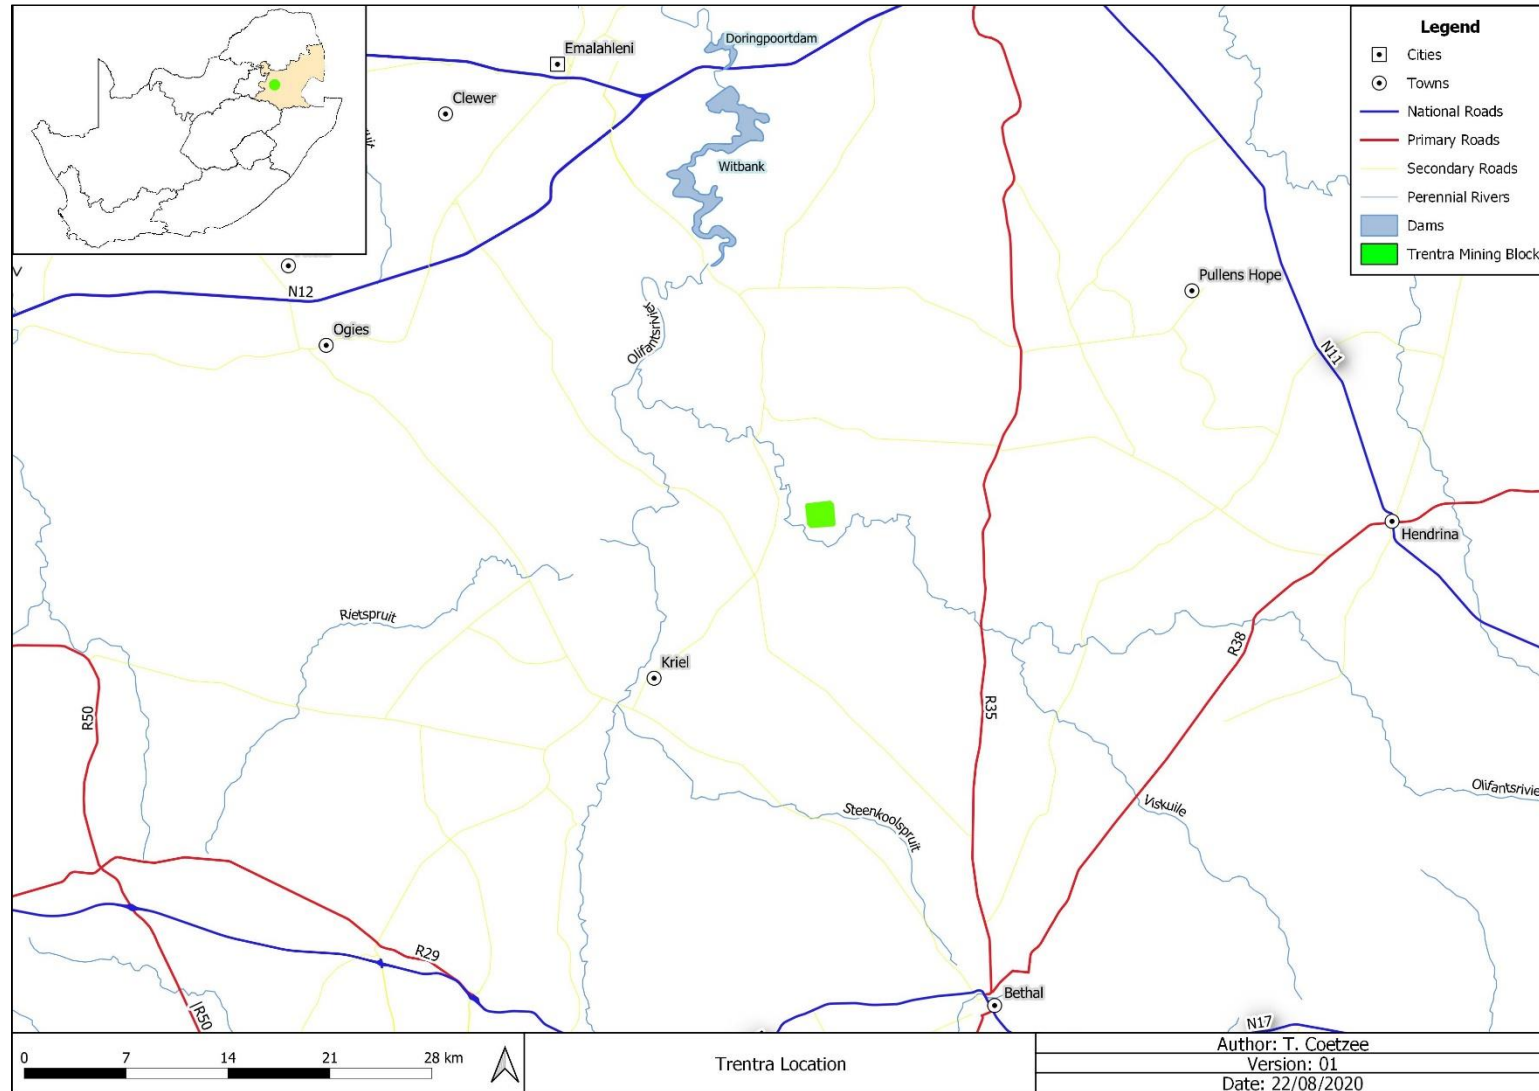 Legend
Cities
Towns
National Roads
Primary Roads
Secondary Roads
Perennial Rivers
Dams
Trentra Mining Block
Emalahleni
Doringpoortdam
Clewer
Witbank
Pullens Hope
N12
Ogies
Olifantsrivier
N11
Hendrina
Rietspruit
Kriel
R38
R50
R35
Steenkoolspruit
Viskuile
Olifantsrivie
R29
R50
Bethal
N17
0 7 14 21 28 km
Trentra Location
Author: T. Coetzee
Version: 01
Date: 22/08/2020